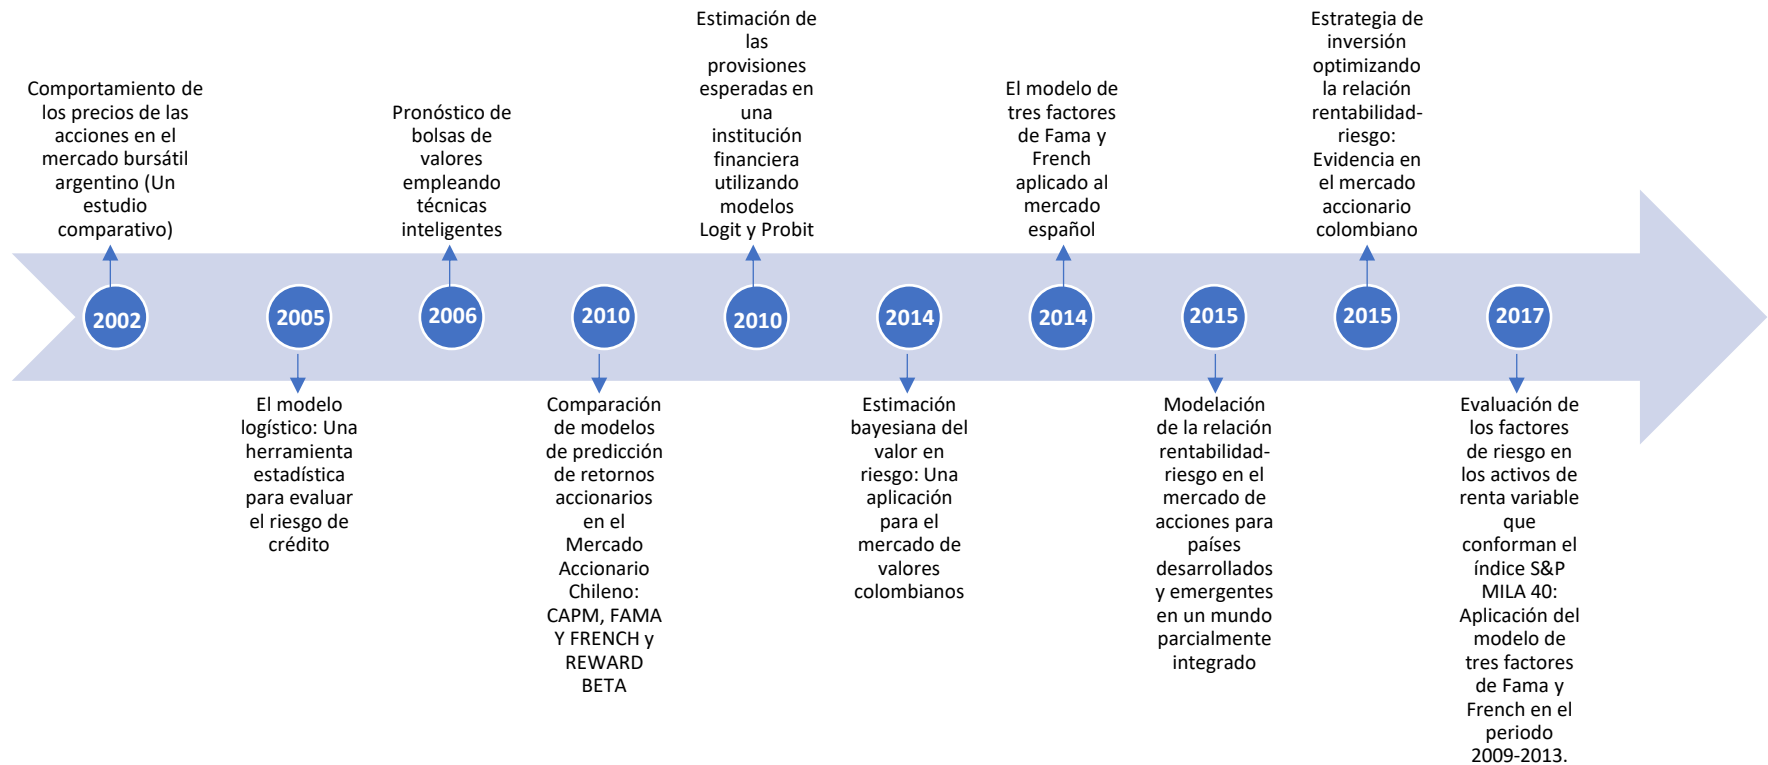 Comportamiento de
los precios de las
acciones en el
mercado bursátil
argentino (Un
estudio
comparativo)
2002
2005
El modelo
logístico: Una
herramienta
estadística
para evaluar
el riesgo de
crédito
Pronóstico de
bolsas de
valores
empleando
técnicas
inteligentes
2006
2010
Comparación
de modelos
de predicción
de retornos
accionarios
en el
Mercado
Accionario
Chileno:
CAPM, FAMA
Y FRENCH y
REWARD
BETA
Estimación de
las
provisiones
esperadas en
una
institución
financiera
utilizando
modelos
Logit y Probit
2010
2014
Estimación
bayesiana del
valor en
riesgo: Una
aplicación
para el
mercado de
valores
colombianos
El modelo de
tres factores
de Fama y
French
aplicado al
mercado
español
2014
2015
Modelación
de la relación
rentabilidad-
riesgo en el
mercado de
acciones para
países
desarrollados
y emergentes
en un mundo
parcialmente
integrado
Estrategia de
inversión
optimizando
la relación
rentabilidad-
riesgo:
Evidencia en
el mercado
accionario
colombiano
2015
2017
Evaluación de
los factores
de riesgo en
los activos de
renta variable
que
conforman el
índice S&P
MILA 40:
Aplicación del
modelo de
tres factores
de Fama y
French en el
periodo
2009-2013.